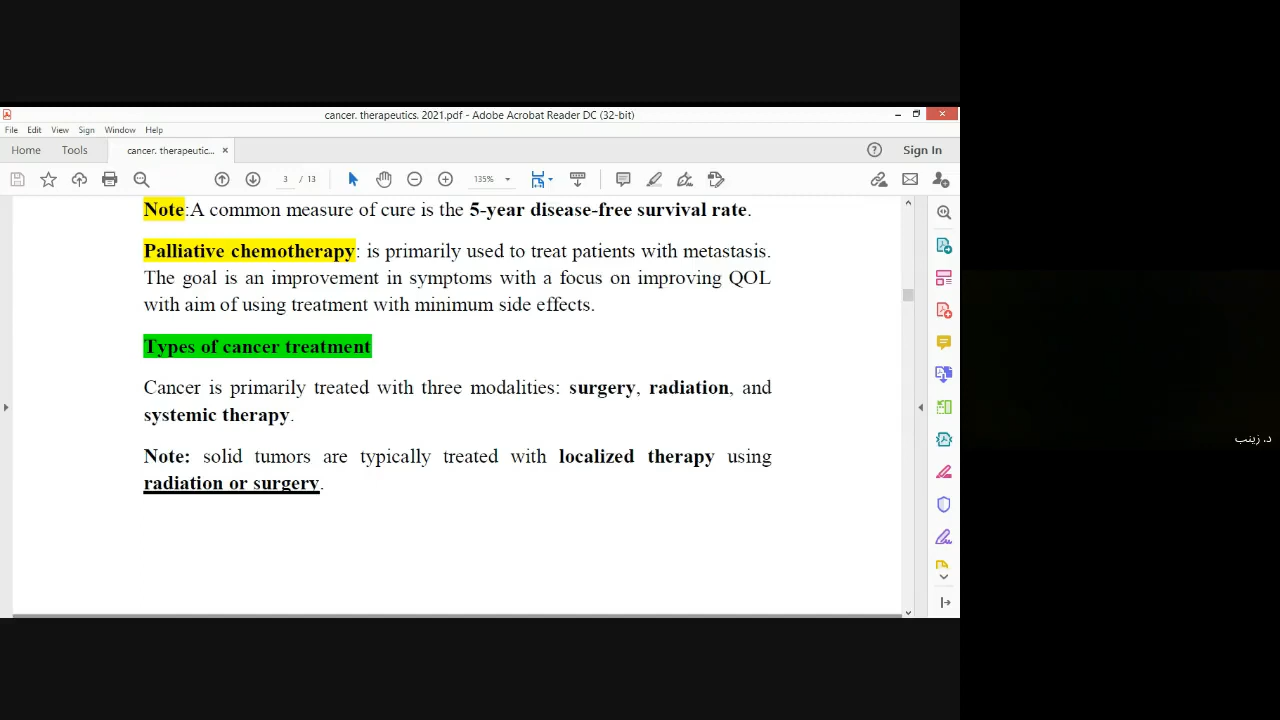 cancer. therapeutics. 2021.pdf - Adobe Acrobat Reader DC (32-bit)
File Edit View Sign Window Help
Home Tools cancer. therapeutic... × Sign In
3 / 13 135%
Note:A common measure of cure is the 5-year disease-free survival rate.
Palliative chemotherapy: is primarily used to treat patients with metastasis.
The goal is an improvement in symptoms with a focus on improving QOL
with aim of using treatment with minimum side effects.
Types of cancer treatment
Cancer is primarily treated with three modalities: surgery, radiation, and
systemic therapy.
د. زينب
Note: solid tumors are typically treated with localized therapy using
radiation or surgery.